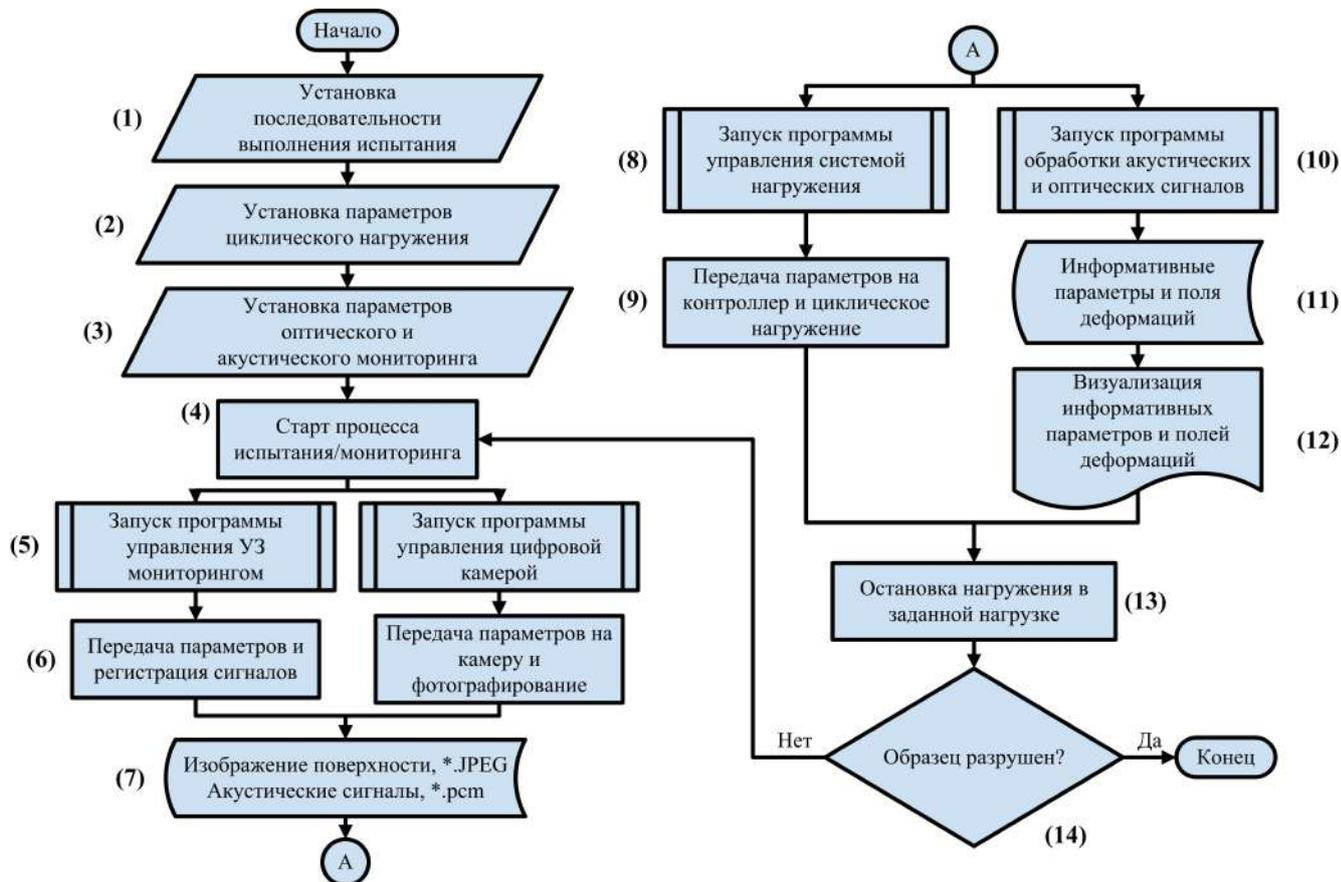 Начало
(1)
Установка
последовательности
выполнения испытания
(2)
Установка параметров
циклического нагружения
(3)
Установка параметров
оптического и
акустического мониторинга
(4)
Старт процесса
испытания/мониторинга
(5)
Запуск программы
управления УЗ
мониторингом
Запуск программы
управления цифровой
камерой
(6)
Передача параметров и
регистрация сигналов
Передача параметров на
камеру и
фотографирование
(7)
Изображение поверхности, *.JPEG
Акустические сигналы, *.pcm
А
А
(8)
Запуск программы
управления системой
нагружения
Запуск программы
обработки акустических
и оптических сигналов
(10)
(9)
Передача параметров на
контроллер и циклическое
нагружение
Информативные
параметры и поля
деформаций
(11)
Визуализация
информативных
параметров и полей
деформаций
(12)
Остановка нагружения в
заданной нагрузке
(13)
Образец разрушен?
(14)
Нет
Да
Конец